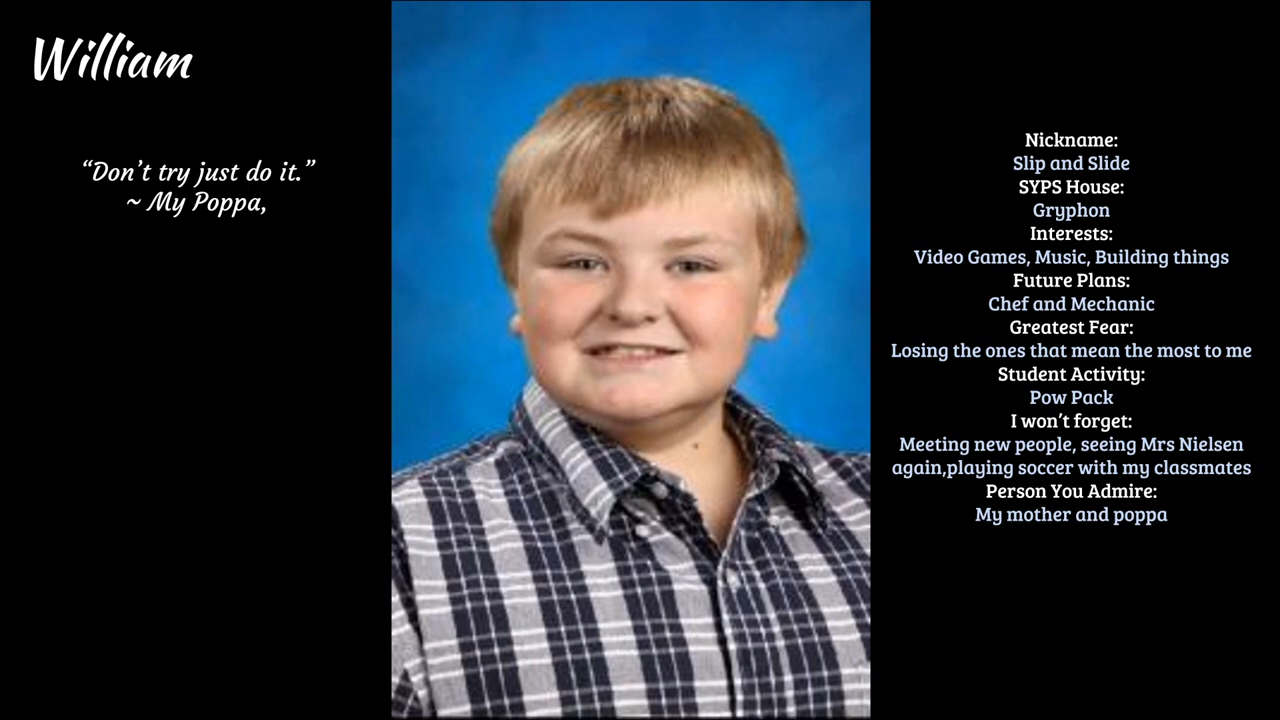 William
“Don’t try just do it.”
~ My Poppa,
Nickname:
Slip and Slide
SYPS House:
Gryphon
Interests:
Video Games, Music, Building things
Future Plans:
Chef and Mechanic
Greatest Fear:
Losing the ones that mean the most to me
Student Activity:
Pow Pack
I won’t forget:
Meeting new people, seeing Mrs Nielsen
again,playing soccer with my classmates
Person You Admire:
My mother and poppa